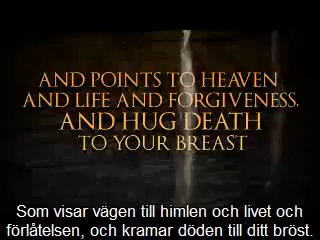 AND POINTS TO HEAVEN
AND LIFE AND FORGIVENESS,
AND HUG DEATH
TO YOUR BREAST
Som visar vägen till himlen och livet och
förlåtelsen, och kramar döden till ditt bröst.